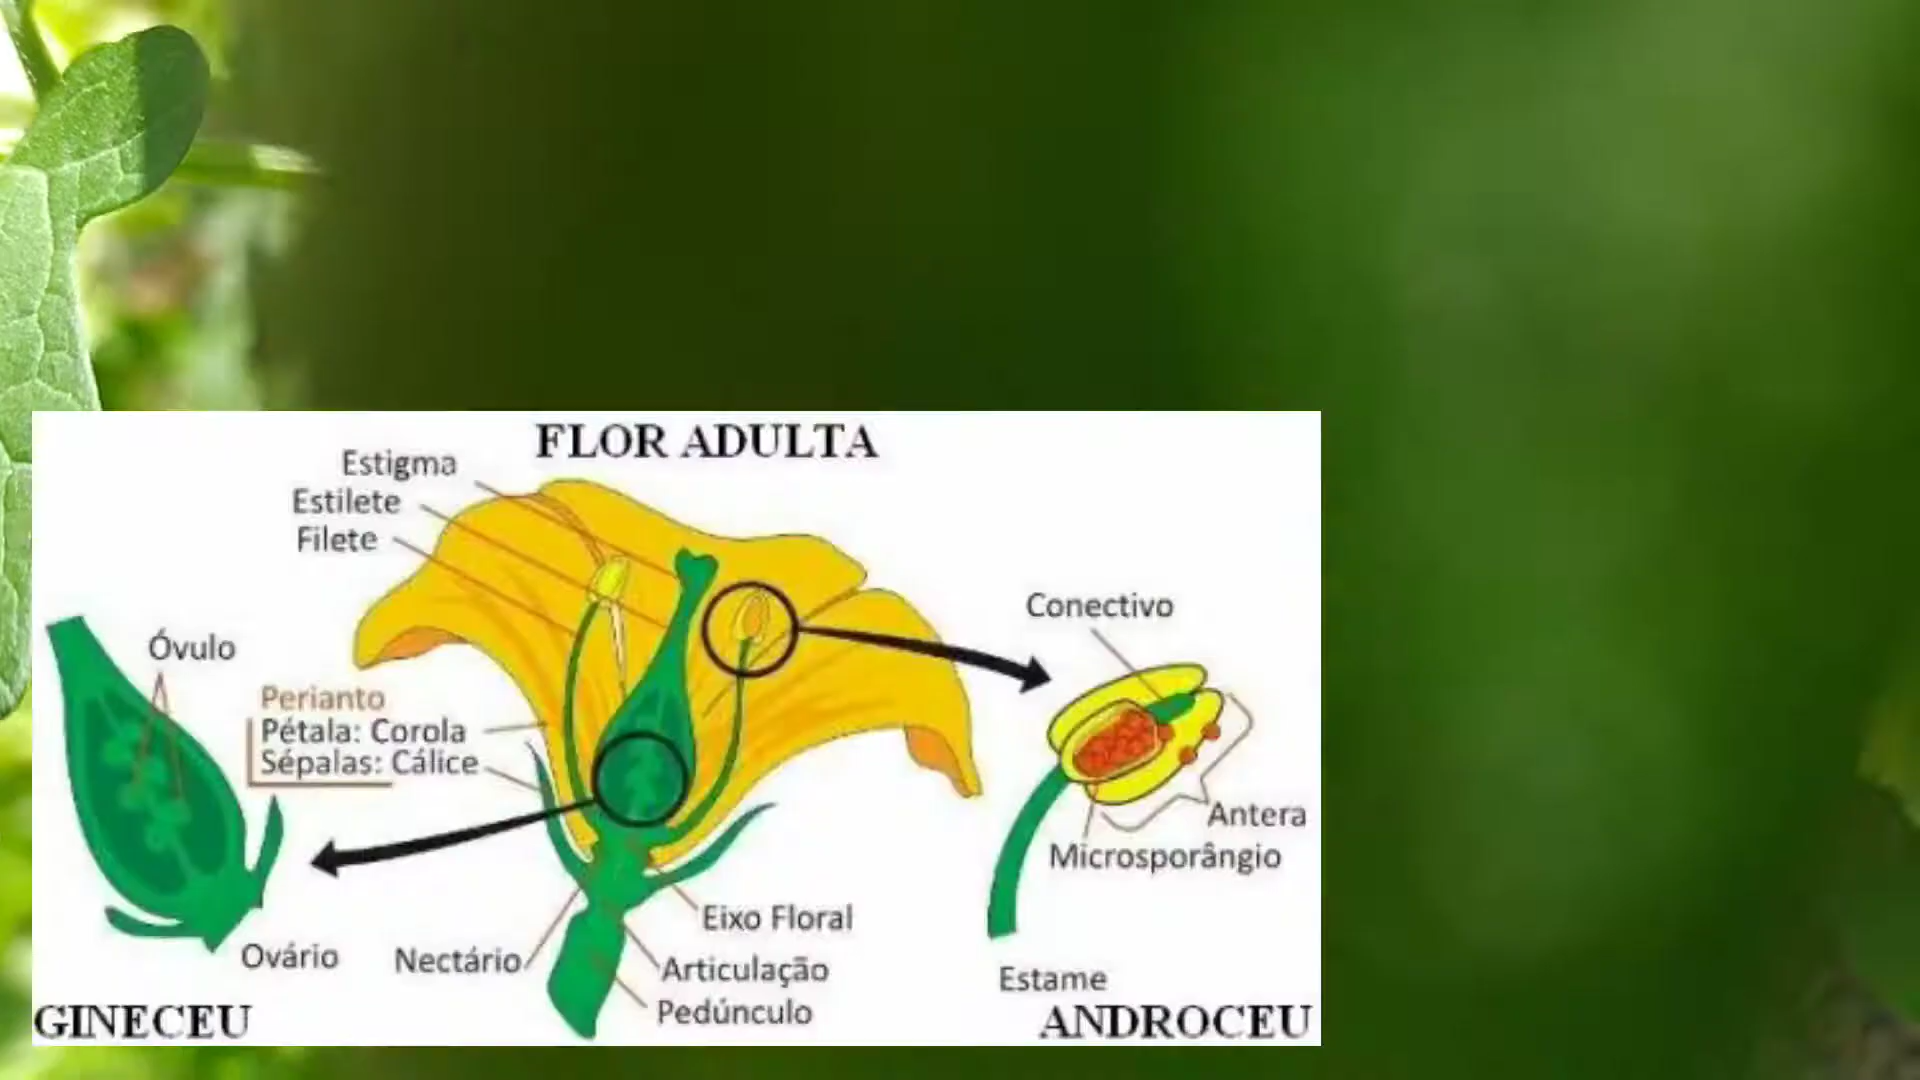 FLOR ADULTA
Estigma
Estilete
Filete
Óvulo
Perianto
Pétala: Corola
Sépalas: Cálice
Conectivo
Antera
Microsporângio
Eixo Floral
Ovário
Nectário
Articulação
Pedúnculo
Estame
GINECEU
ANDROCEU